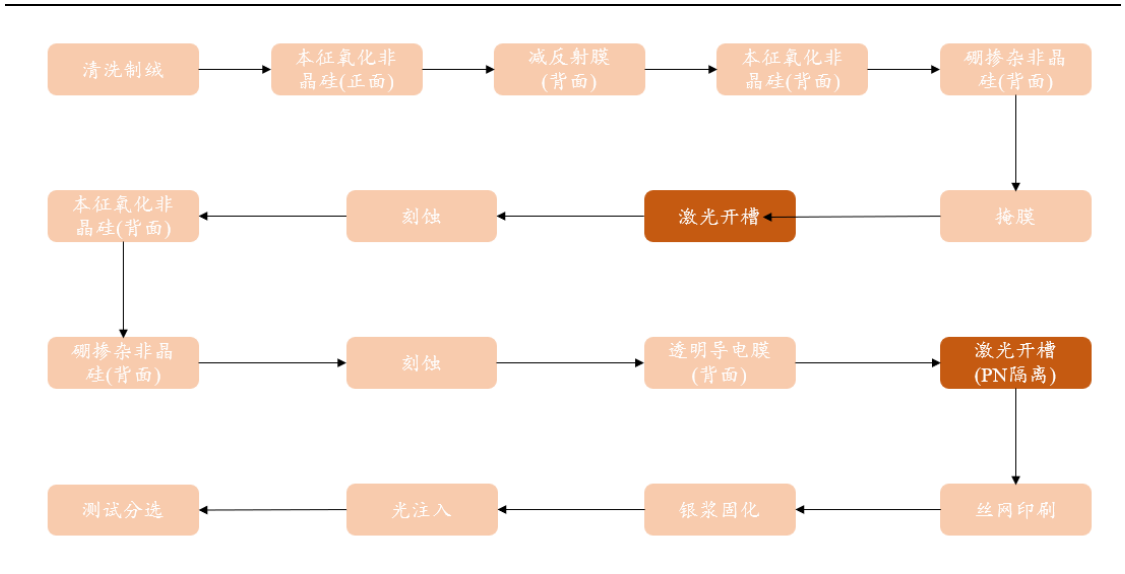 清洗制绒
本征氧化非
晶硅(正面)
减反射膜
(背面)
本征氧化非
晶硅(背面)
硼掺杂非晶
硅(背面)
本征氧化非
晶硅(背面)
刻蚀
激光开槽
掩膜
硼掺杂非晶
硅(背面)
刻蚀
透明导电膜
(背面)
激光开槽
(PN隔离)
测试分选
光注入
银浆固化
丝网印刷